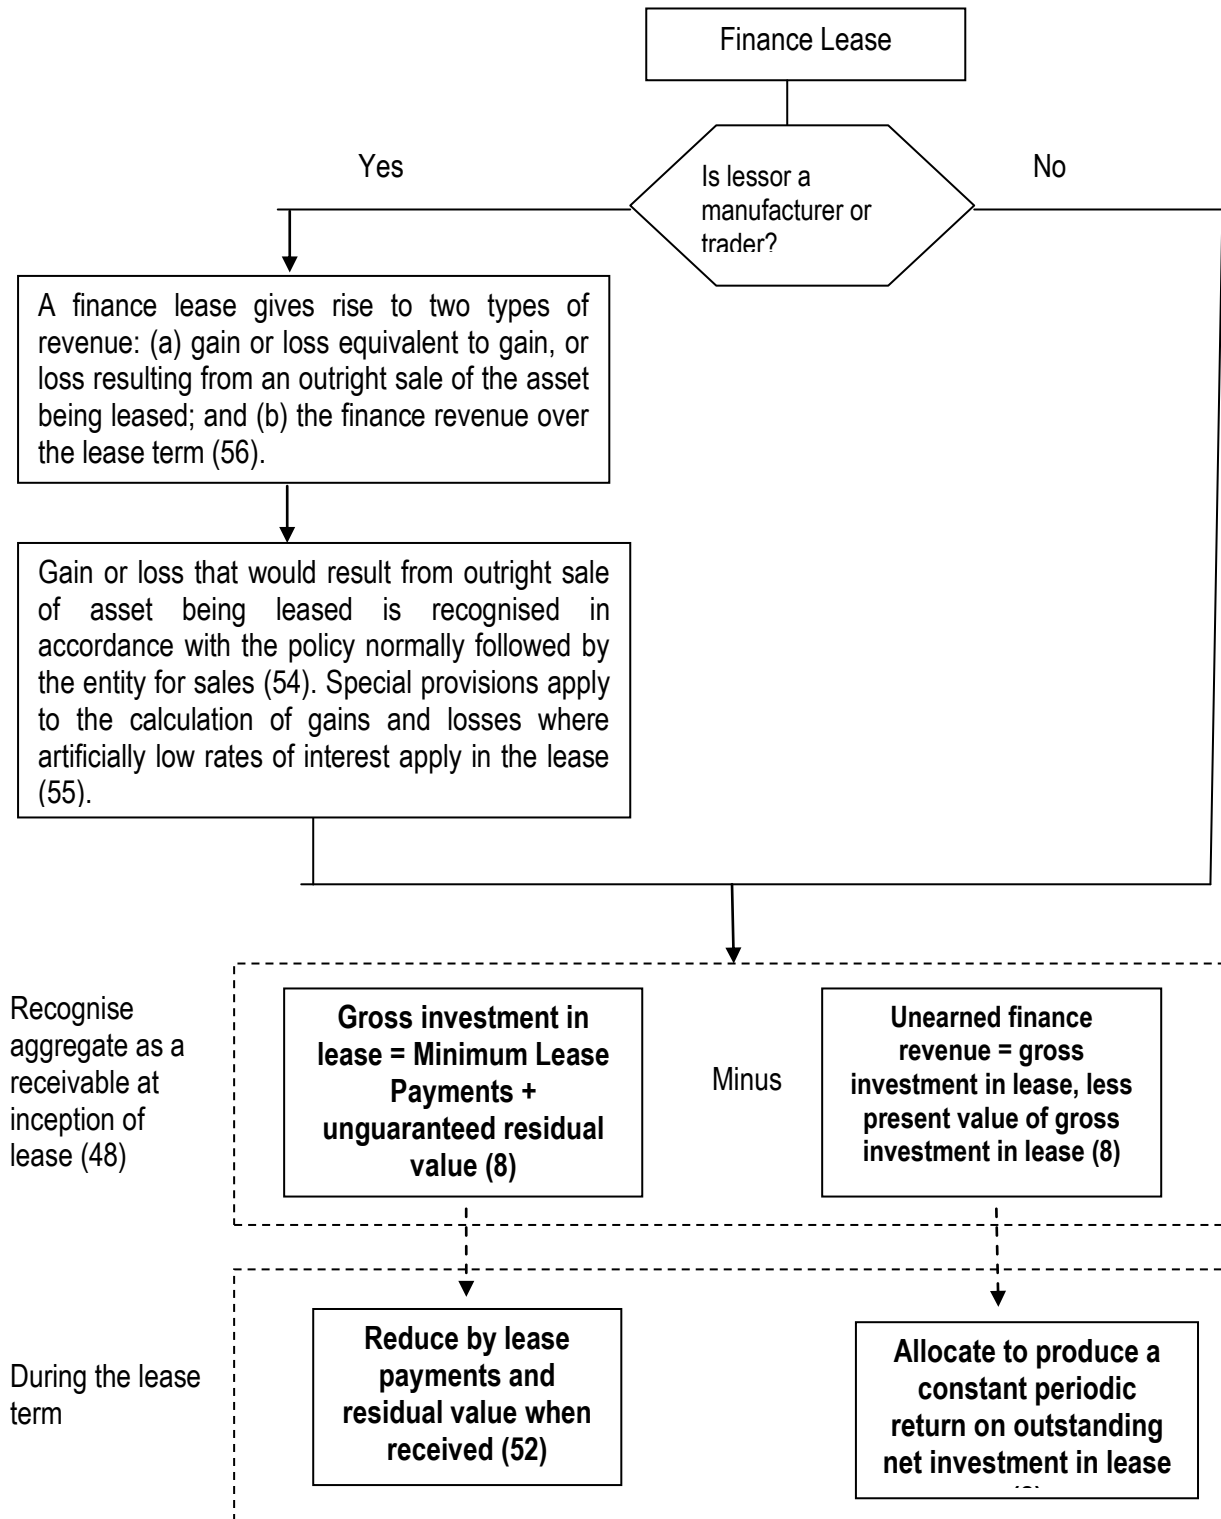 Finance Lease
Yes
No
Is lessor a
manufacturer or
trader?
A finance lease gives rise to two types of
revenue: (a) gain or loss equivalent to gain, or
loss resulting from an outright sale of the asset
being leased; and (b) the finance revenue over
the lease term (56).
Gain or loss that would result from outright sale
of asset being leased is recognised in
accordance with the policy normally followed by
the entity for sales (54). Special provisions apply
to the calculation of gains and losses where
artificially low rates of interest apply in the lease
(55).
Recognise
aggregate as a
receivable at
inception of
lease (48)
Gross investment in
lease = Minimum Lease
Payments +
unguaranteed residual
value (8)
Minus
Unearned finance
revenue = gross
investment in lease, less
present value of gross
investment in lease (8)
During the lease
term
Reduce by lease
payments and
residual value when
received (52)
Allocate to produce a
constant periodic
return on outstanding
net investment in lease